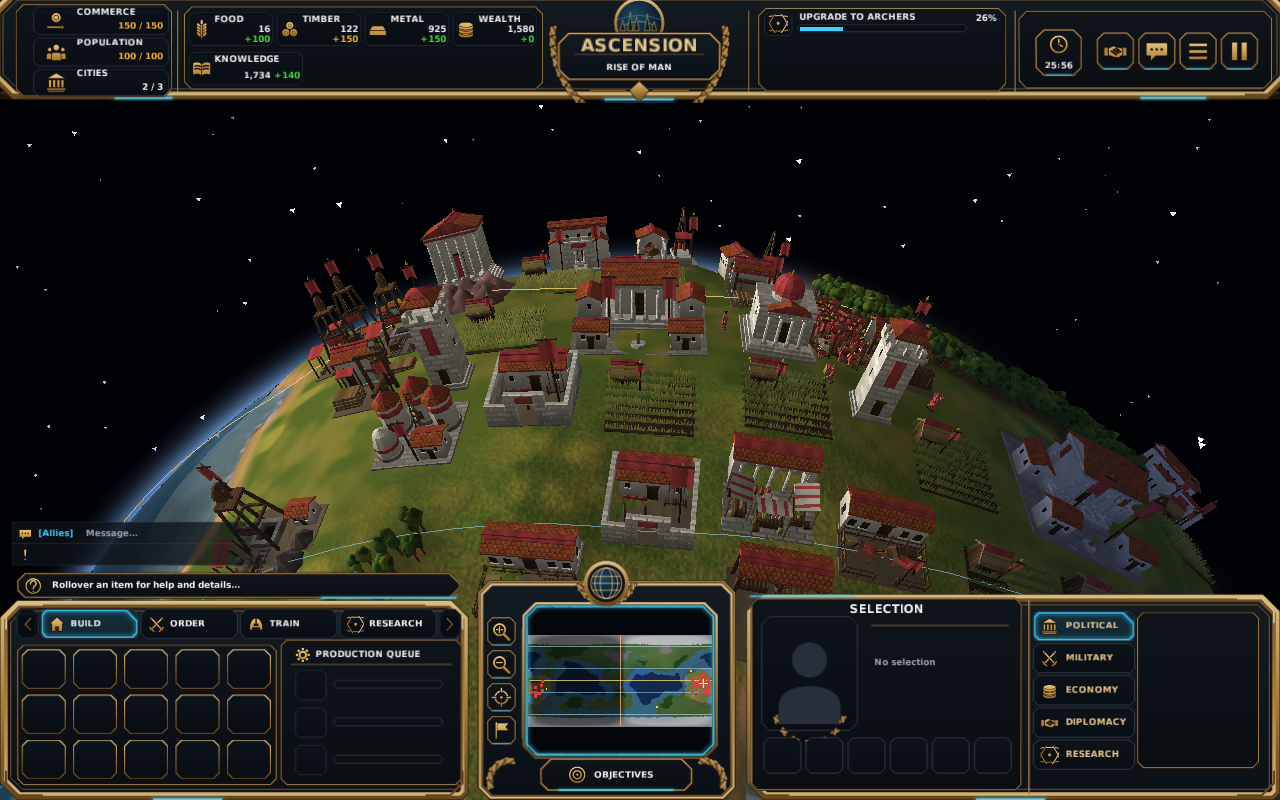 COMMERCE
150 / 150
POPULATION
100 / 100
CITIES
2 / 3
FOOD
16
+100
TIMBER
122
+150
METAL
925
+150
WEALTH
1,580
+0
KNOWLEDGE
1,734 +140
ASCENSION
RISE OF MAN
UPGRADE TO ARCHERS 26%
25:56
[Allies] Message...
!
Rollover an item for help and details...
BUILD
ORDER
TRAIN
RESEARCH
PRODUCTION QUEUE
OBJECTIVES
SELECTION
No selection
POLITICAL
MILITARY
ECONOMY
DIPLOMACY
RESEARCH